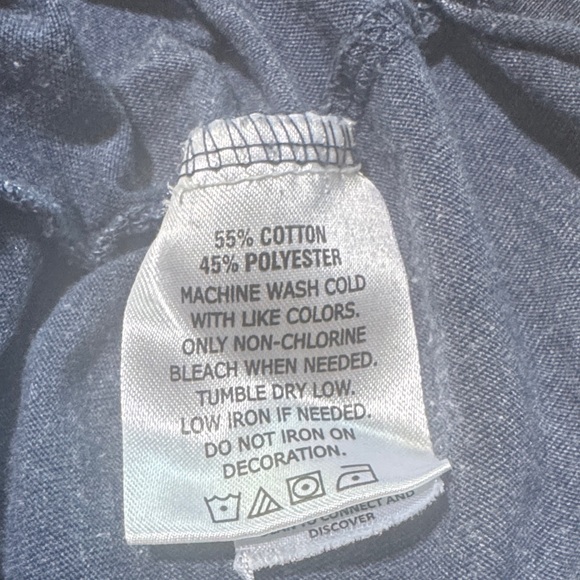 55% COTTON
45% POLYESTER
MACHINE WASH COLD
WITH LIKE COLORS.
ONLY NON-CHLORINE
BLEACH WHEN NEEDED.
TUMBLE DRY LOW.
LOW IRON IF NEEDED.
DO NOT IRON ON
DECORATION.
TO CONNECT AND
DISCOVER